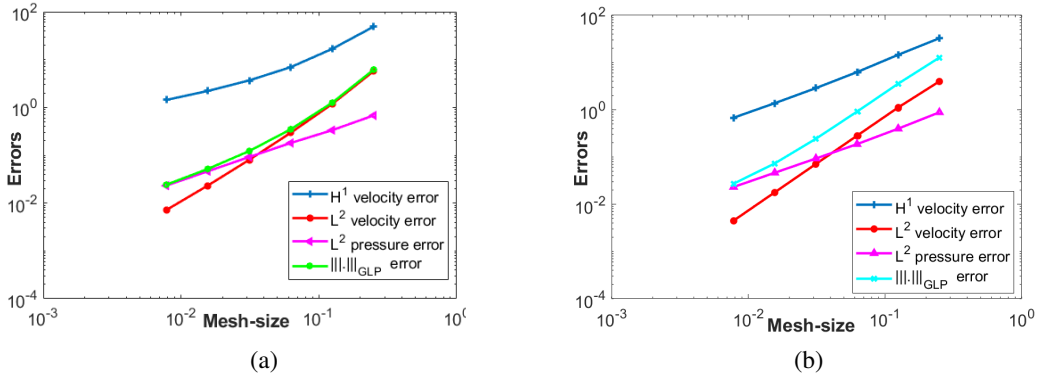 10^2
10^0
10^-2
10^-4
Errors
H^1 velocity error
L^2 velocity error
L^2 pressure error
|||.|||_GLP error
10^-3
10^-2
10^-1
10^0
Mesh-size
(a)
10^2
10^0
10^-2
10^-4
Errors
H^1 velocity error
L^2 velocity error
L^2 pressure error
|||.|||_GLP error
10^-3
10^-2
10^-1
10^0
Mesh-size
(b)